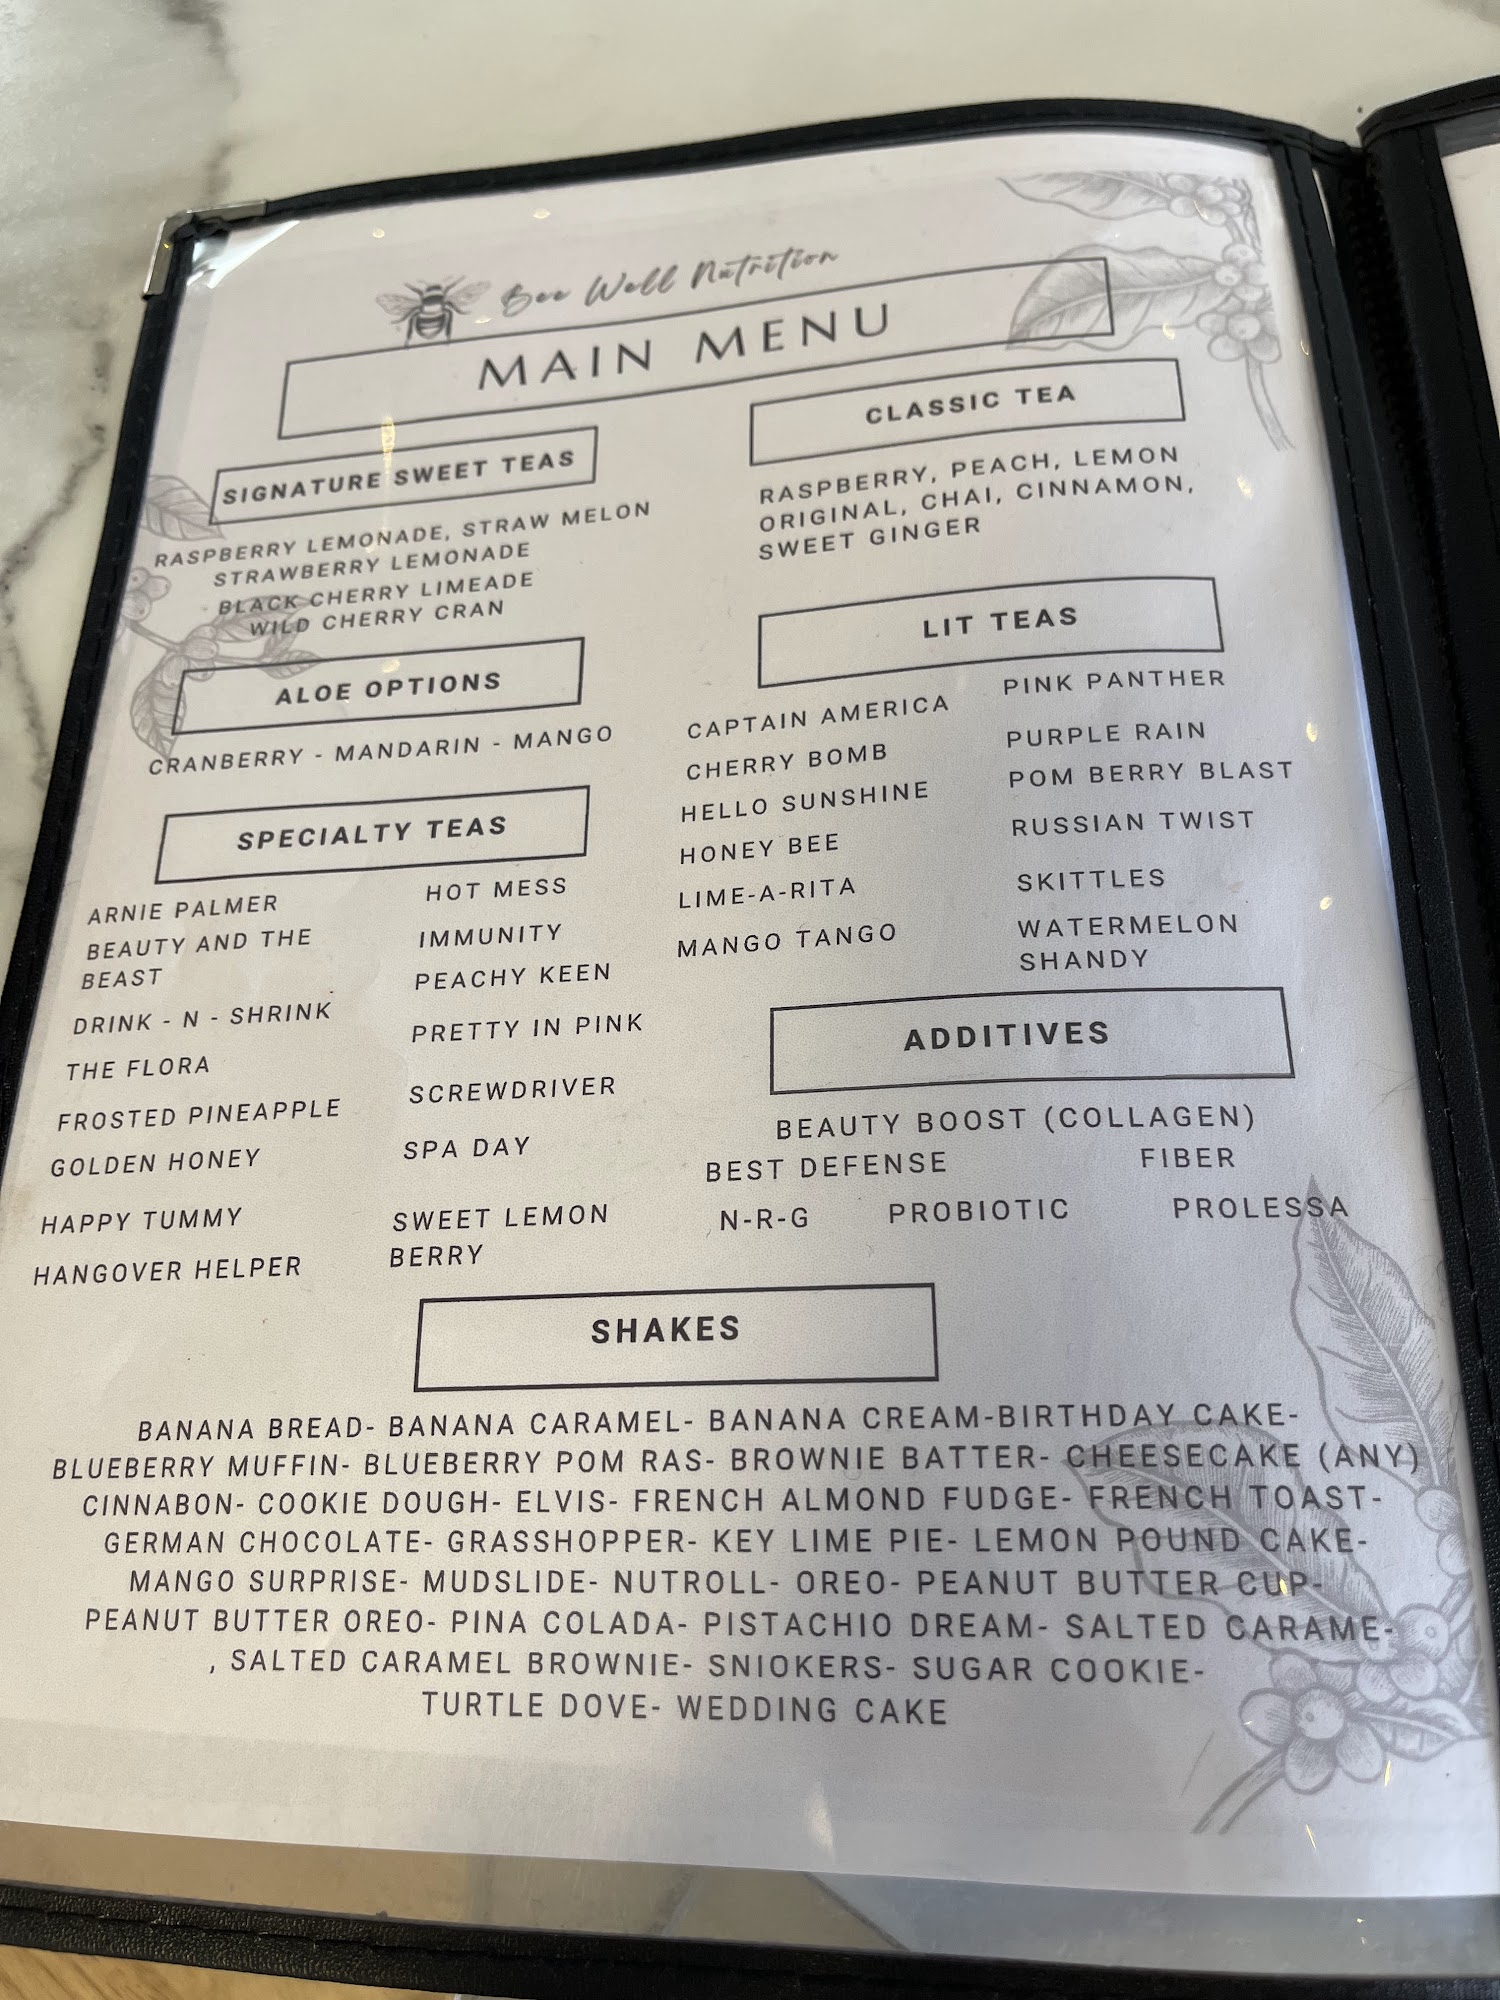 Bee Well Nutrition
MAIN MENU
SIGNATURE SWEET TEAS
RASPBERRY LEMONADE, STRAW MELON
STRAWBERRY LEMONADE
BLACK CHERRY LIMEADE
WILD CHERRY CRAN
ALOE OPTIONS
CRANBERRY - MANDARIN - MANGO
SPECIALTY TEAS
ARNIE PALMER
BEAUTY AND THE
BEAST
DRINK - N - SHRINK
THE FLORA
FROSTED PINEAPPLE
GOLDEN HONEY
HAPPY TUMMY
HANGOVER HELPER
HOT MESS
IMMUNITY
PEACHY KEEN
PRETTY IN PINK
SCREWDRIVER
SPA DAY
SWEET LEMON
BERRY
CLASSIC TEA
RASPBERRY, PEACH, LEMON
ORIGINAL, CHAI, CINNAMON,
SWEET GINGER
LIT TEAS
CAPTAIN AMERICA
CHERRY BOMB
HELLO SUNSHINE
HONEY BEE
LIME-A-RITA
MANGO TANGO
PINK PANTHER
PURPLE RAIN
POM BERRY BLAST
RUSSIAN TWIST
SKITTLES
WATERMELON
SHANDY
ADDITIVES
BEAUTY BOOST (COLLAGEN)
BEST DEFENSE FIBER
N-R-G PROBIOTIC PROLESSA
SHAKES
BANANA BREAD- BANANA CARAMEL- BANANA CREAM-BIRTHDAY CAKE-
BLUEBERRY MUFFIN- BLUEBERRY POM RAS- BROWNIE BATTER- CHEESECAKE (ANY)
CINNABON- COOKIE DOUGH- ELVIS- FRENCH ALMOND FUDGE- FRENCH TOAST-
GERMAN CHOCOLATE- GRASSHOPPER- KEY LIME PIE- LEMON POUND CAKE-
MANGO SURPRISE- MUDSLIDE- NUTROLL- OREO- PEANUT BUTTER CUP-
PEANUT BUTTER OREO- PINA COLADA- PISTACHIO DREAM- SALTED CARAME-
, SALTED CARAMEL BROWNIE- SNIOKERS- SUGAR COOKIE-
TURTLE DOVE- WEDDING CAKE